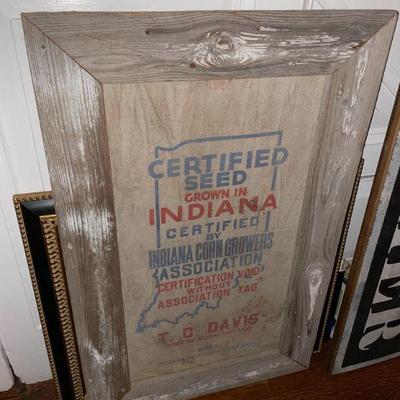 CERTIFIED
SEED
GROWN IN
INDIANA
CERTIFIED
BY
INDIANA CORN GROWERS
ASSOCIATION
CERTIFICATION VOID
WITHOUT
ASSOCIATION TAG
T. C. DAVIS